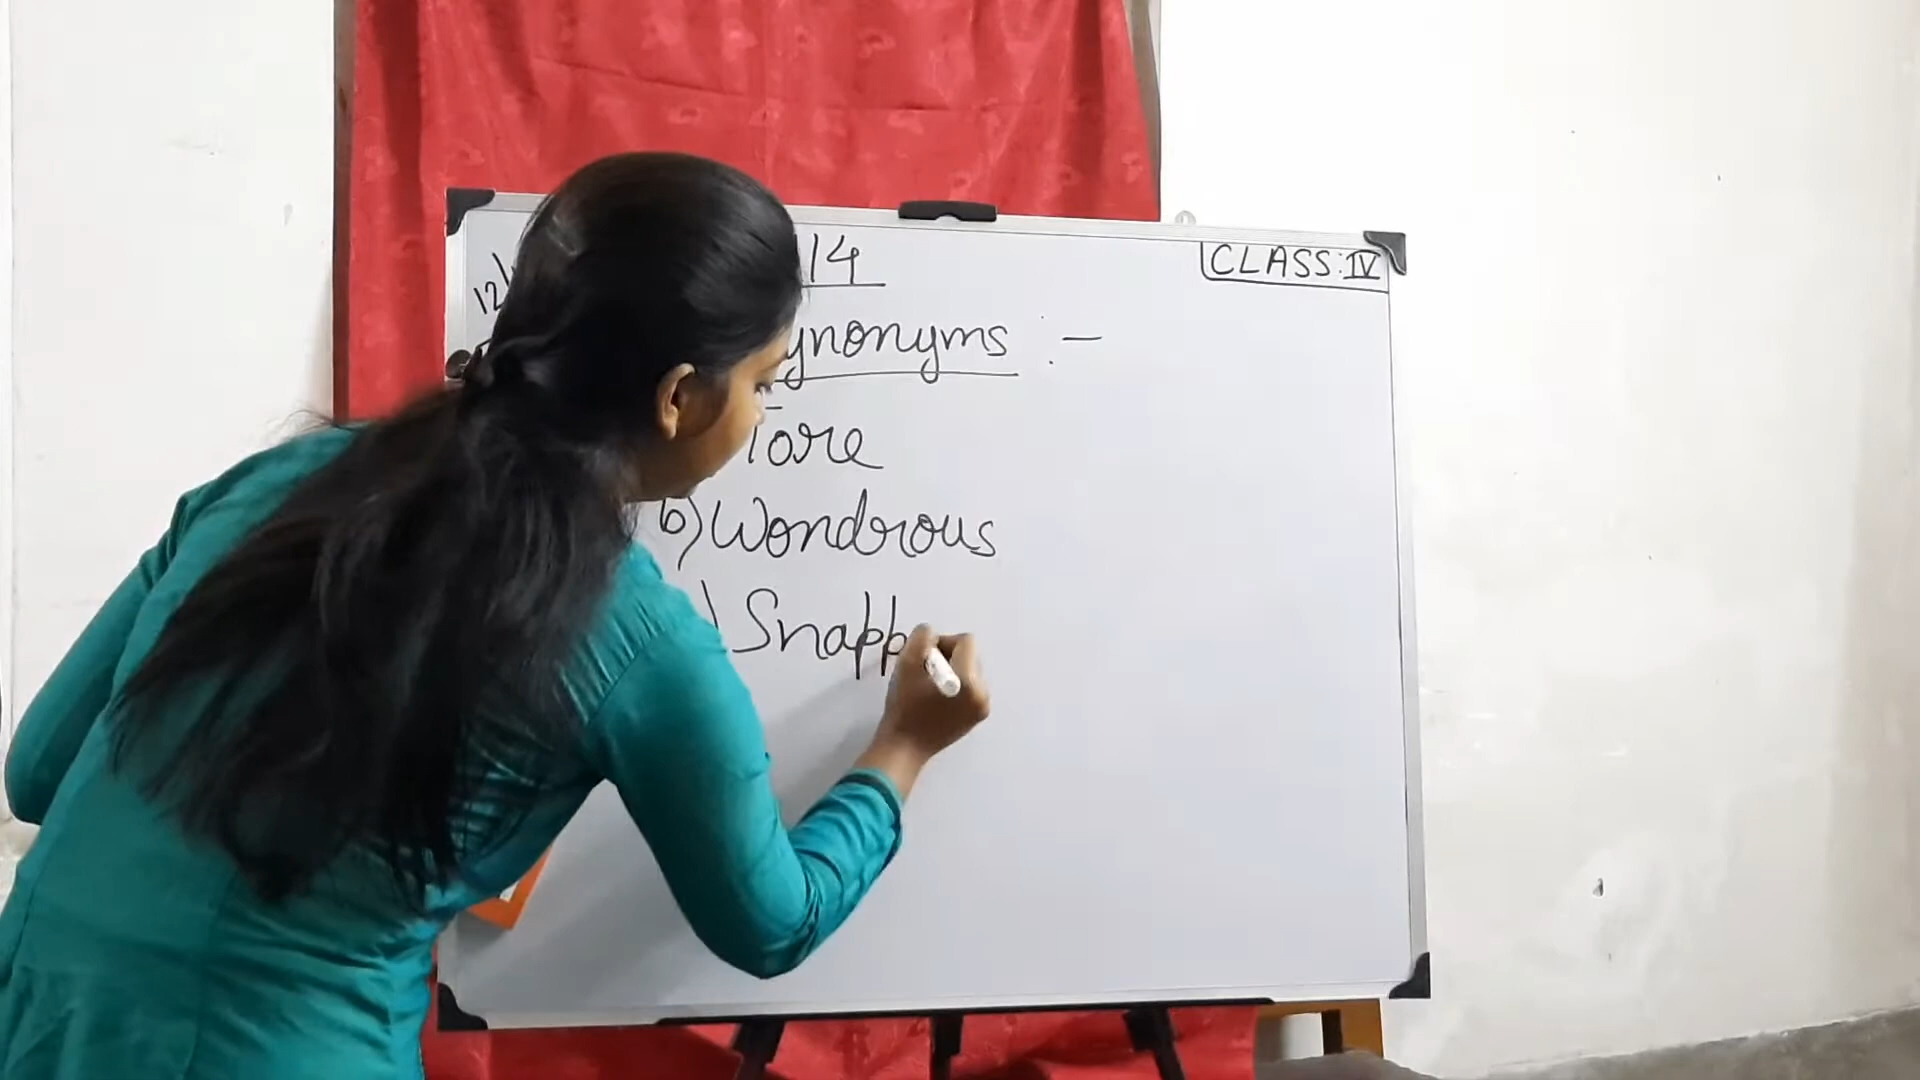 14
CLASS: IV
ynonyms :-
Tore
b) Wondrous
) Snapp